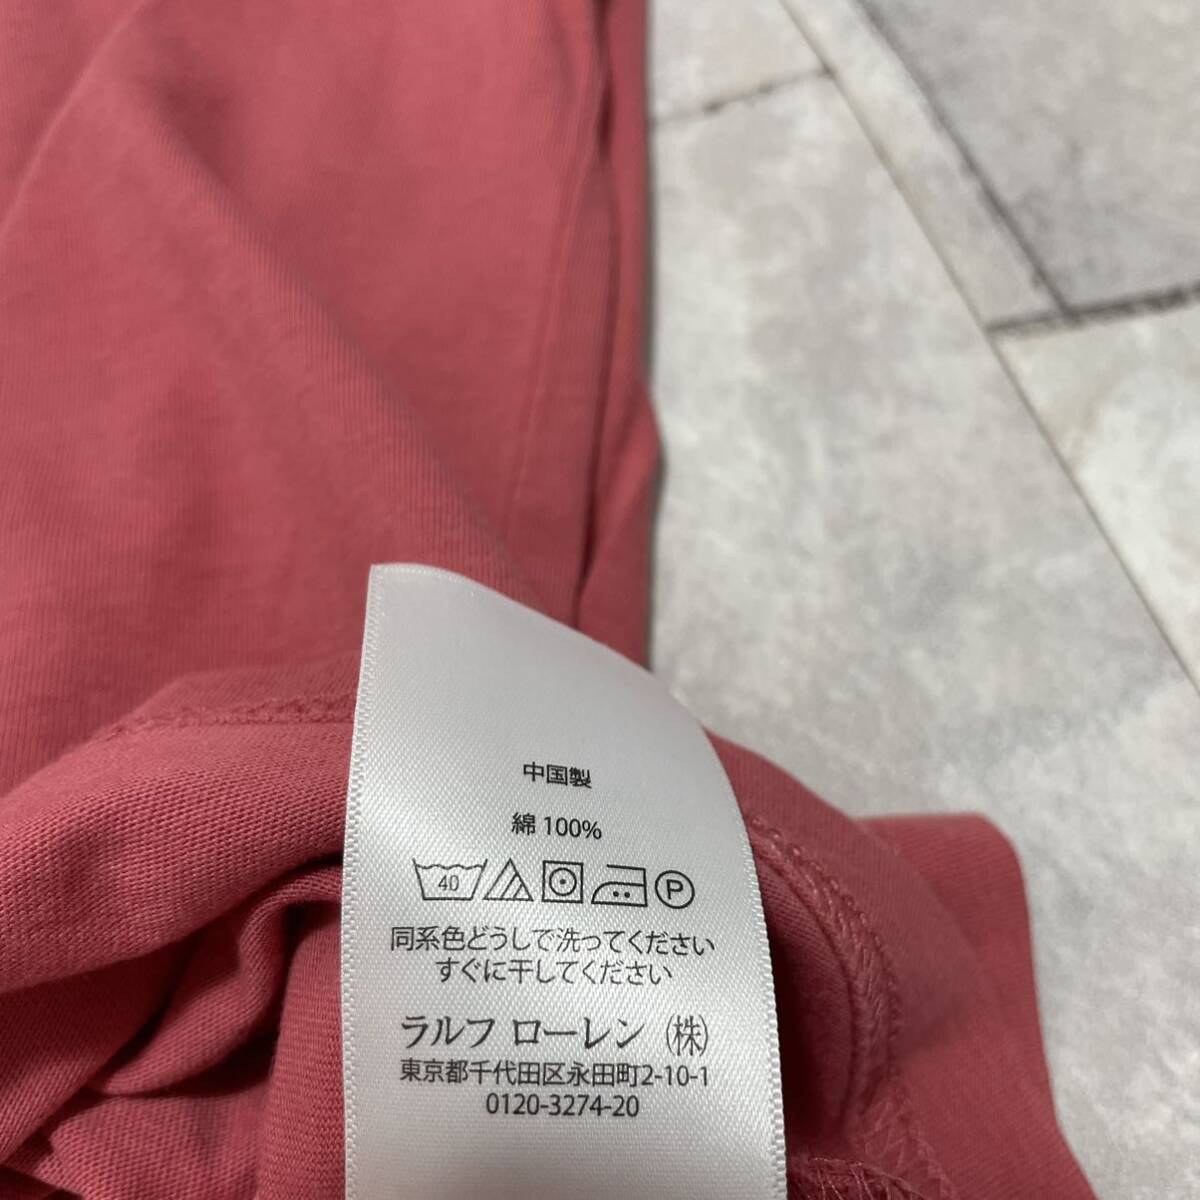 中国製
綿 100%
40 P
同系色どうしで洗ってください
すぐに干してください
ラルフ ローレン (株)
東京都千代田区永田町2-10-1
0120-3274-20